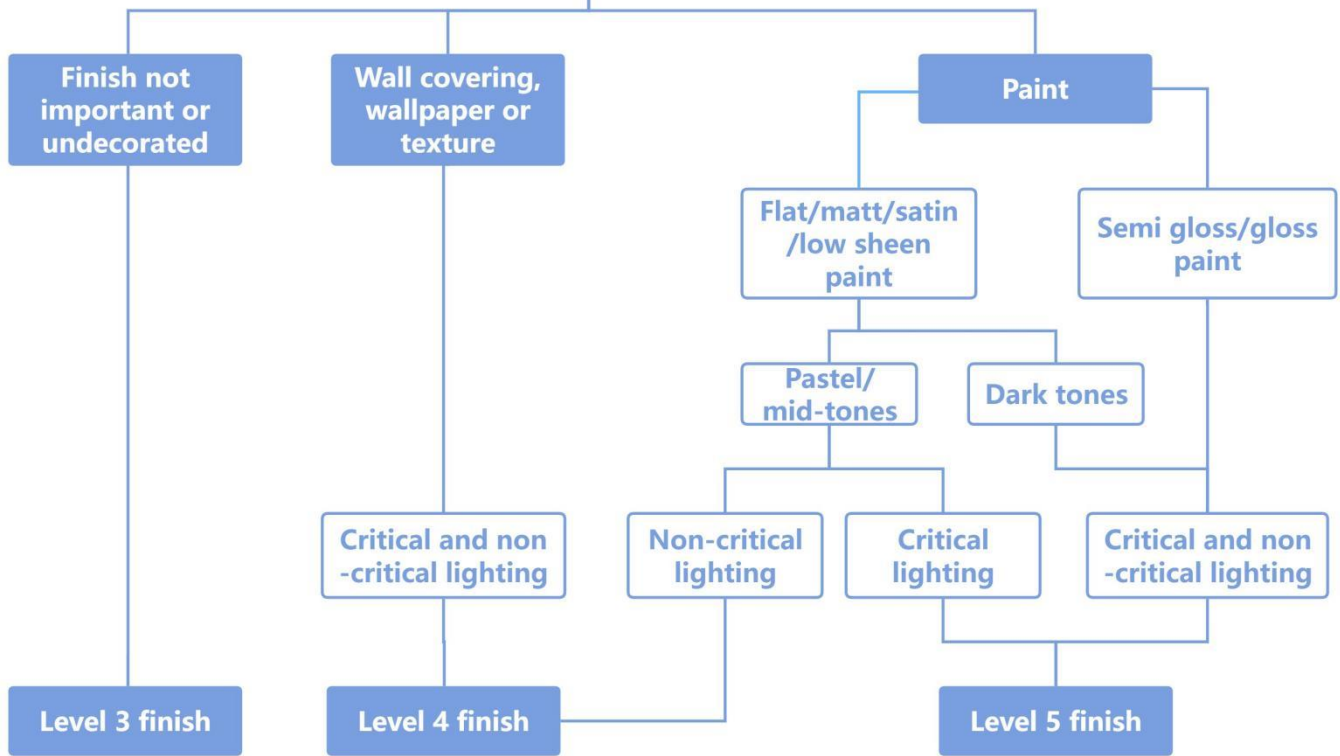 Finish not
important or
undecorated
Wall covering,
wallpaper or
texture
Paint
Flat/matt/satin
/low sheen
paint
Semi gloss/gloss
paint
Pastel/
mid-tones
Dark tones
Critical and non
-critical lighting
Non-critical
lighting
Critical
lighting
Critical and non
-critical lighting
Level 3 finish
Level 4 finish
Level 5 finish